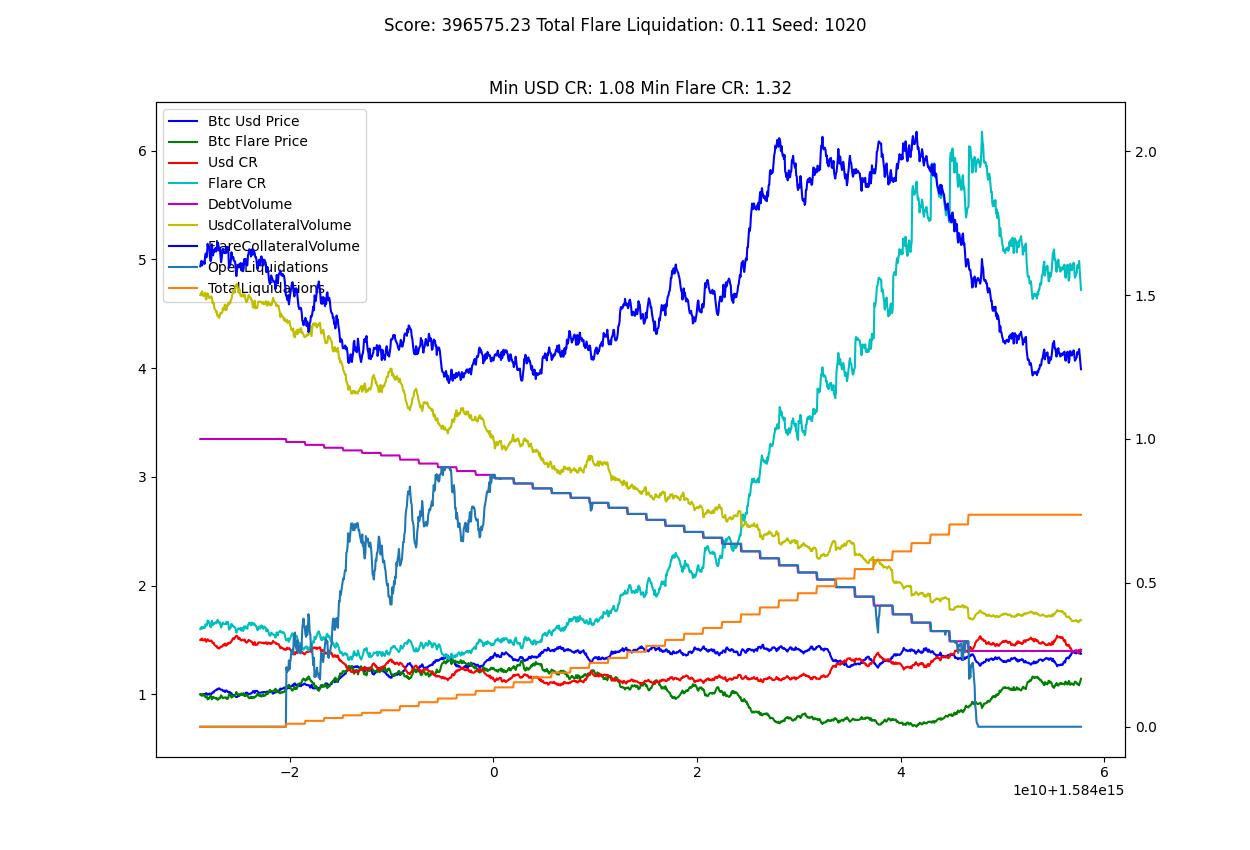 Score: 396575.23 Total Flare Liquidation: 0.11 Seed: 1020
Min USD CR: 1.08 Min Flare CR: 1.32
Btc Usd Price
Btc Flare Price
Usd CR
Flare CR
DebtVolume
UsdCollateralVolume
FlareCollateralVolume
OpenLiquidations
TotalLiquidations
6
5
4
3
2
1
2.0
1.5
1.0
0.5
0.0
−2 0 2 4 6
1e10+1.584e15